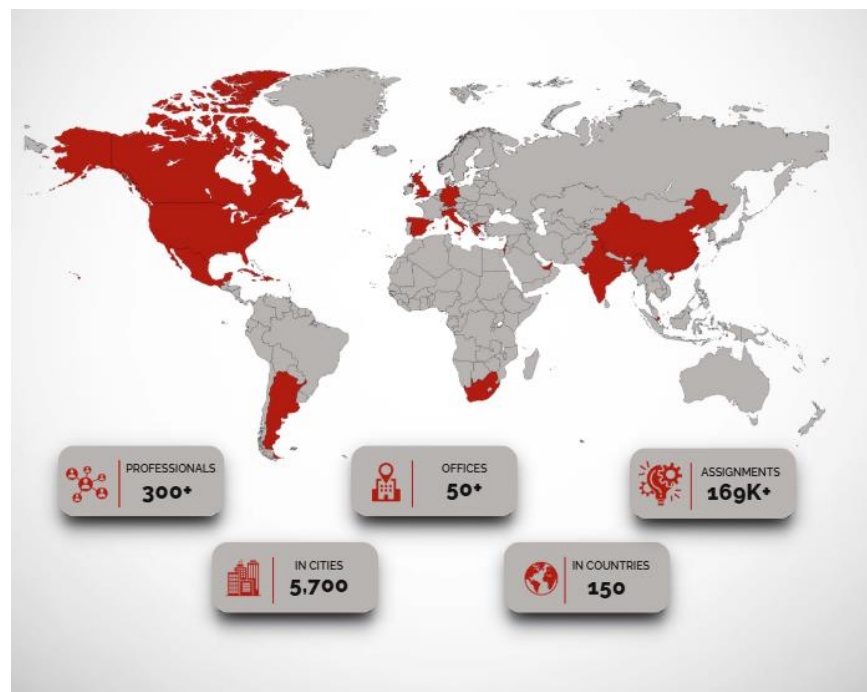 PROFESSIONALS
300+
OFFICES
50+
ASSIGNMENTS
169K+
IN CITIES
5,700
IN COUNTRIES
150